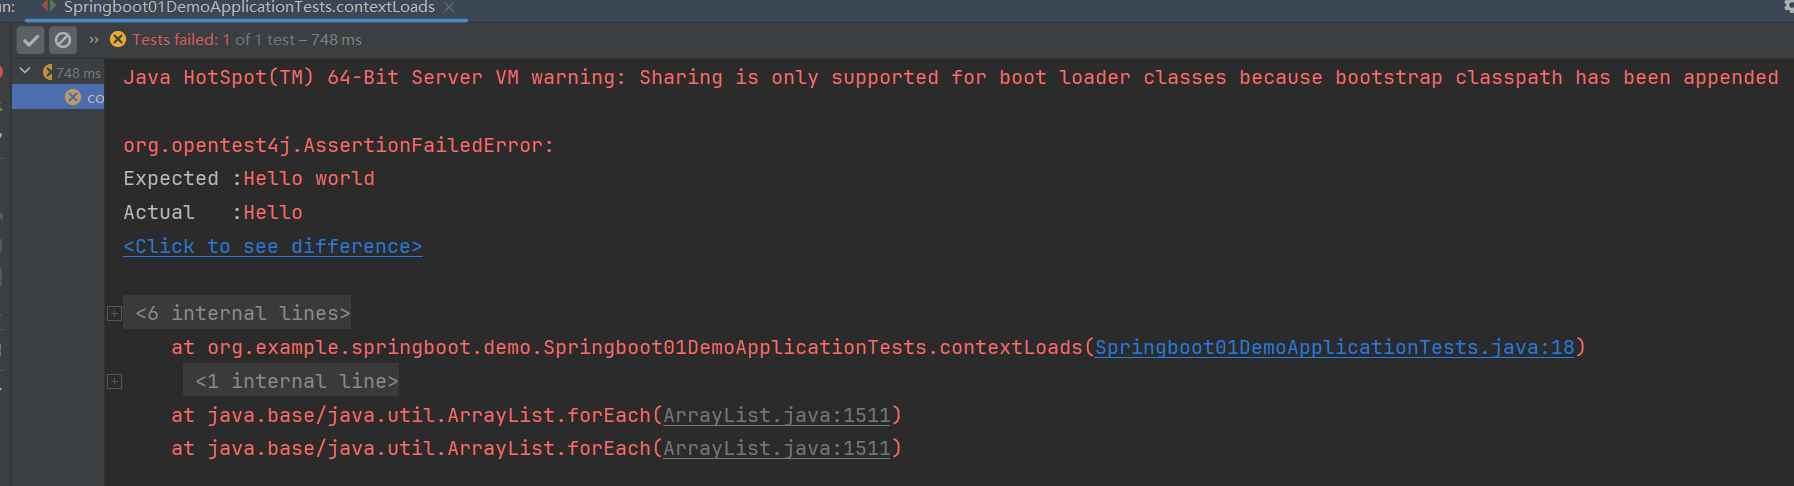 Springboot01DemoApplicationTests.contextLoads
Tests failed: 1 of 1 test – 748 ms
748 ms
co
Java HotSpot(TM) 64-Bit Server VM warning: Sharing is only supported for boot loader classes because bootstrap classpath has been appended
org.opentest4j.AssertionFailedError:
Expected :Hello world
Actual   :Hello
<Click to see difference>
<6 internal lines>
at org.example.springboot.demo.Springboot01DemoApplicationTests.contextLoads(Springboot01DemoApplicationTests.java:18)
<1 internal line>
at java.base/java.util.ArrayList.forEach(ArrayList.java:1511)
at java.base/java.util.ArrayList.forEach(ArrayList.java:1511)